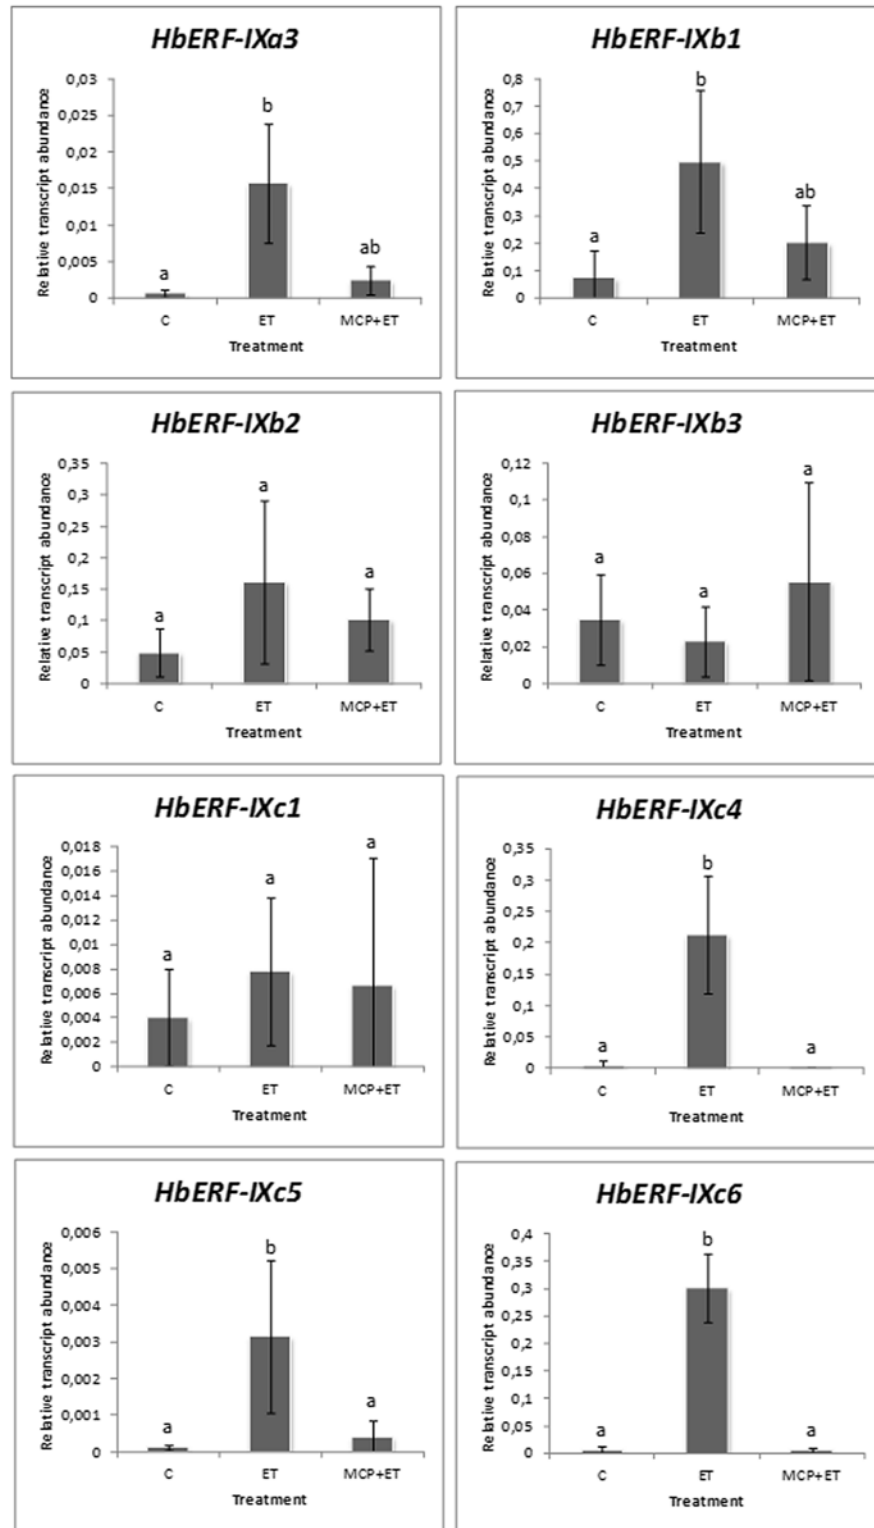 HbERF-IXa3
Relative transcript abundance
0,03
0,025
0,02
0,015
0,01
0,005
0
a
b
ab
C
ET
MCP+ET
Treatment
HbERF-IXb1
Relative transcript abundance
0,8
0,7
0,6
0,5
0,4
0,3
0,2
0,1
0
a
b
ab
C
ET
MCP+ET
Treatment
HbERF-IXb2
Relative transcript abundance
0,35
0,3
0,25
0,2
0,15
0,1
0,05
0
a
a
a
C
ET
MCP+ET
Treatment
HbERF-IXb3
Relative transcript abundance
0,12
0,1
0,08
0,06
0,04
0,02
0
a
a
a
C
ET
MCP+ET
Treatment
HbERF-IXc1
Relative transcript abundance
0,018
0,016
0,014
0,012
0,01
0,008
0,006
0,004
0,002
0
a
a
a
C
ET
MCP+ET
Treatment
HbERF-IXc4
Relative transcript abundance
0,35
0,3
0,25
0,2
0,15
0,1
0,05
0
a
b
a
C
ET
MCP+ET
Treatment
HbERF-IXc5
Relative transcript abundance
0,006
0,005
0,004
0,003
0,002
0,001
0
a
b
a
C
ET
MCP+ET
Treatment
HbERF-IXc6
Relative transcript abundance
0,4
0,35
0,3
0,25
0,2
0,15
0,1
0,05
0
a
b
a
C
ET
MCP+ET
Treatment